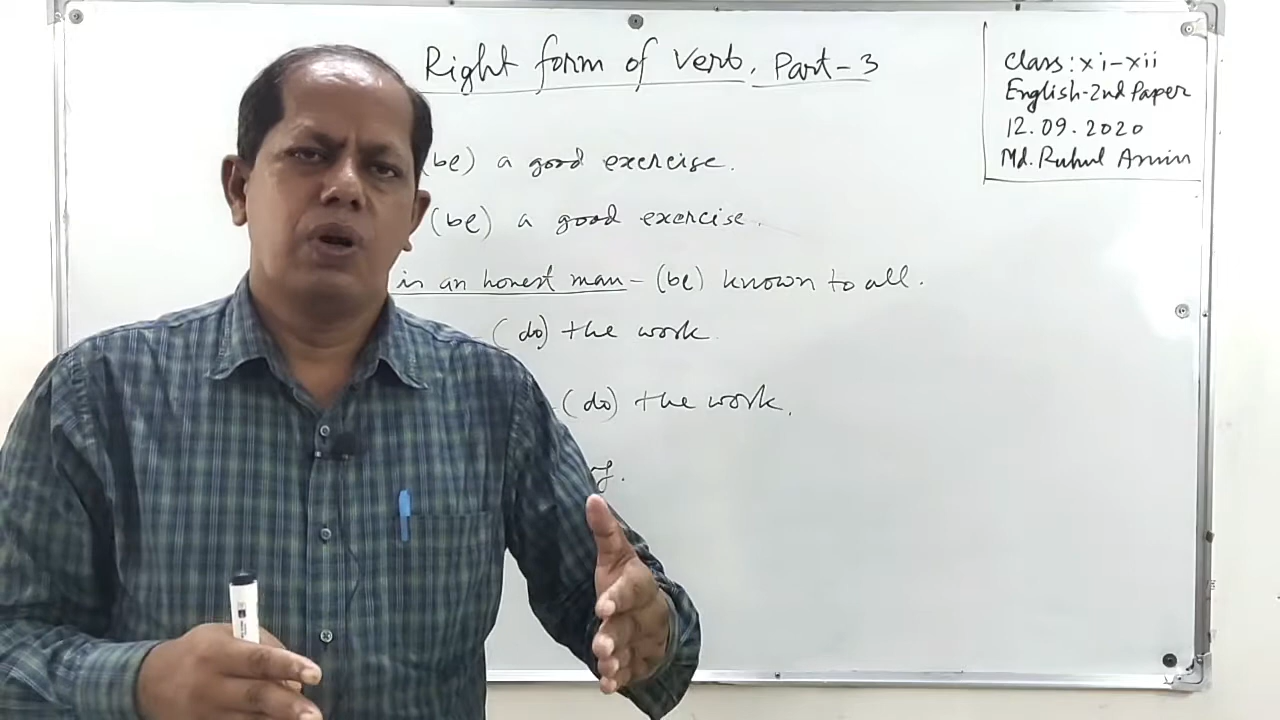 Right form of Verb, Part-3
Class: xi-xii
English-2nd Paper
12.09.2020
Md. Ruhul Amin
(be) a good exercise.
(be) a good exercise.
is an honest man - (be) known to all.
(do) the work.
(do) the work.